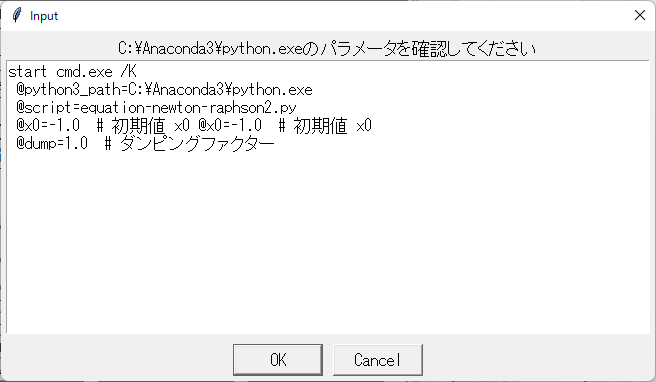 Input
C:¥Anaconda3¥python.exeのパラメータを確認してください
start cmd.exe /K
@python3_path=C:¥Anaconda3¥python.exe
@script=equation-newton-raphson2.py
@x0=-1.0  # 初期値 x0 @x0=-1.0  # 初期値 x0
@dump=1.0  # ダンピングファクター
OK
Cancel